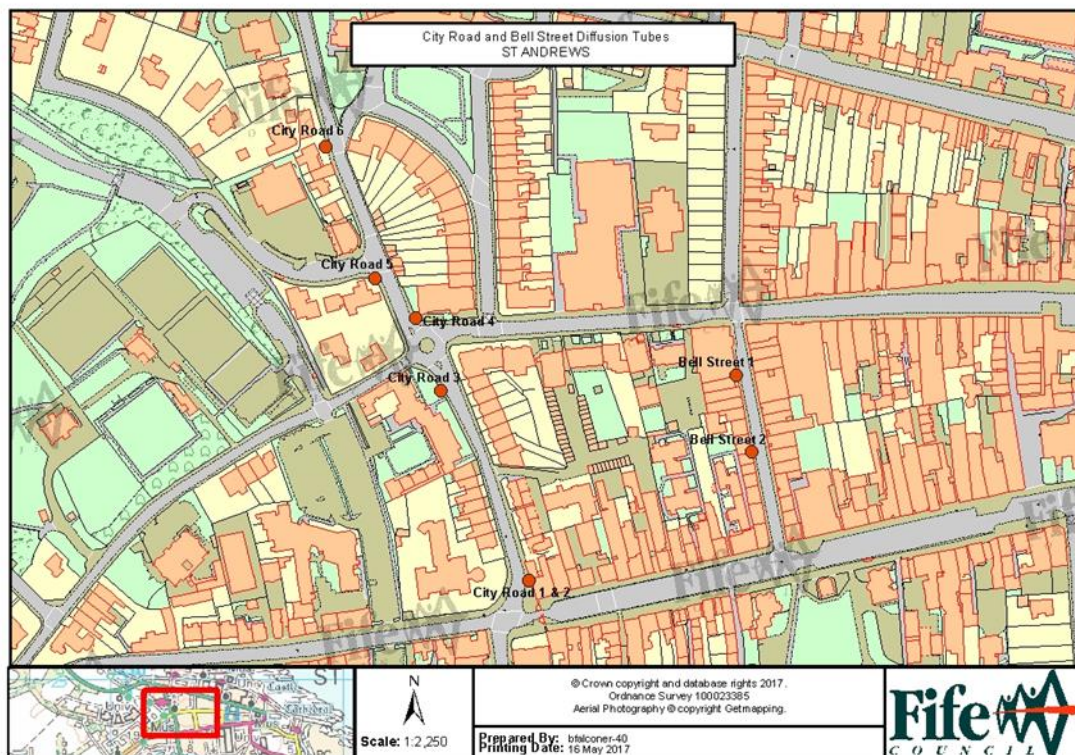 City Road and Bell Street Diffusion Tubes
ST ANDREWS
City Road 6
City Road 5
City Road 4
City Road 3
Bell Street 1
Bell Street 2
City Road 1 & 2
N
Scale: 1:2,250
© Crown copyright and database rights 2017.
Ordnance Survey 100023385
Aerial Photography © copyright Getmapping.
Prepared By: bfalconer-40
Printing Date: 16 May 2017
Fife
COUNCIL